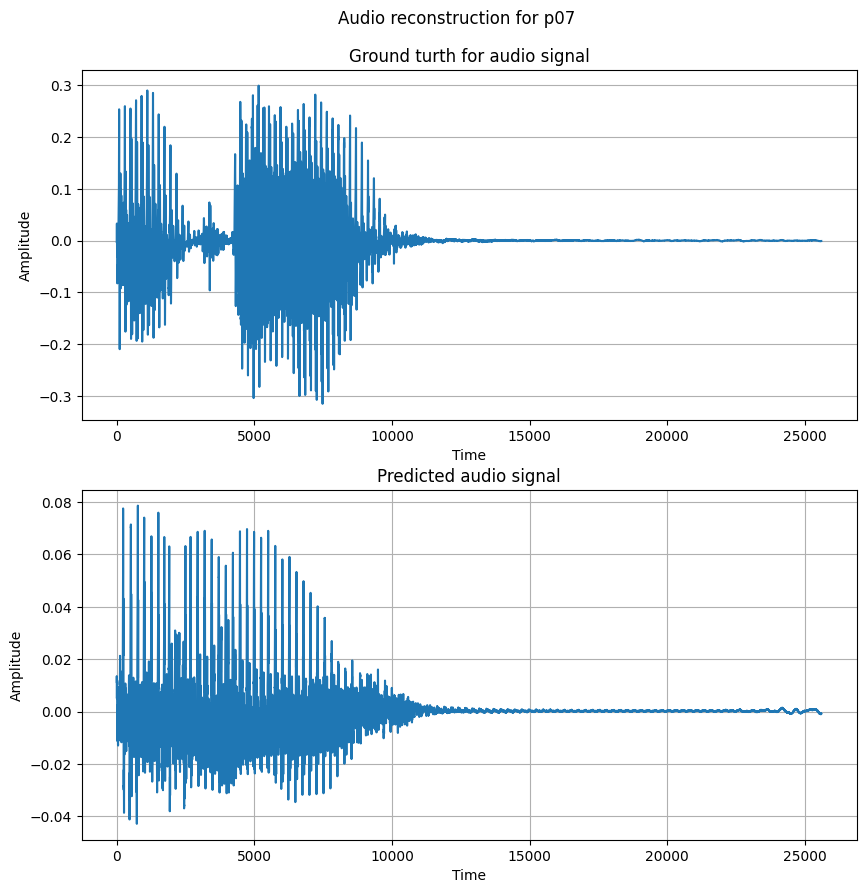 Audio reconstruction for p07
Ground turth for audio signal
0.3
0.2
0.1
0.0
−0.1
−0.2
−0.3
Amplitude
0 5000 10000 15000 20000 25000
Time
Predicted audio signal
0.08
0.06
0.04
0.02
0.00
−0.02
−0.04
Amplitude
0 5000 10000 15000 20000 25000
Time